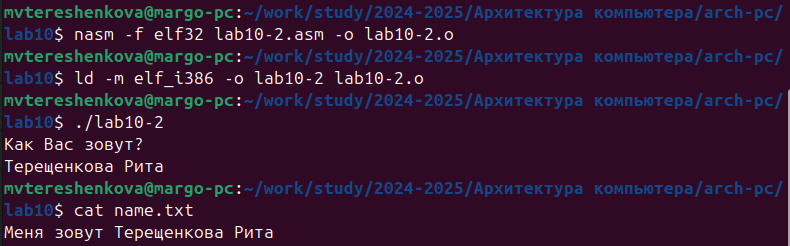 mvtereshenkova@margo-pc:~/work/study/2024-2025/Архитектура компьютера/arch-pc/
lab10$ nasm -f elf32 lab10-2.asm -o lab10-2.o
mvtereshenkova@margo-pc:~/work/study/2024-2025/Архитектура компьютера/arch-pc/
lab10$ ld -m elf_i386 -o lab10-2 lab10-2.o
mvtereshenkova@margo-pc:~/work/study/2024-2025/Архитектура компьютера/arch-pc/
lab10$ ./lab10-2
Как Вас зовут?
Терещенкова Рита
mvtereshenkova@margo-pc:~/work/study/2024-2025/Архитектура компьютера/arch-pc/
lab10$ cat name.txt
Меня зовут Терещенкова Рита